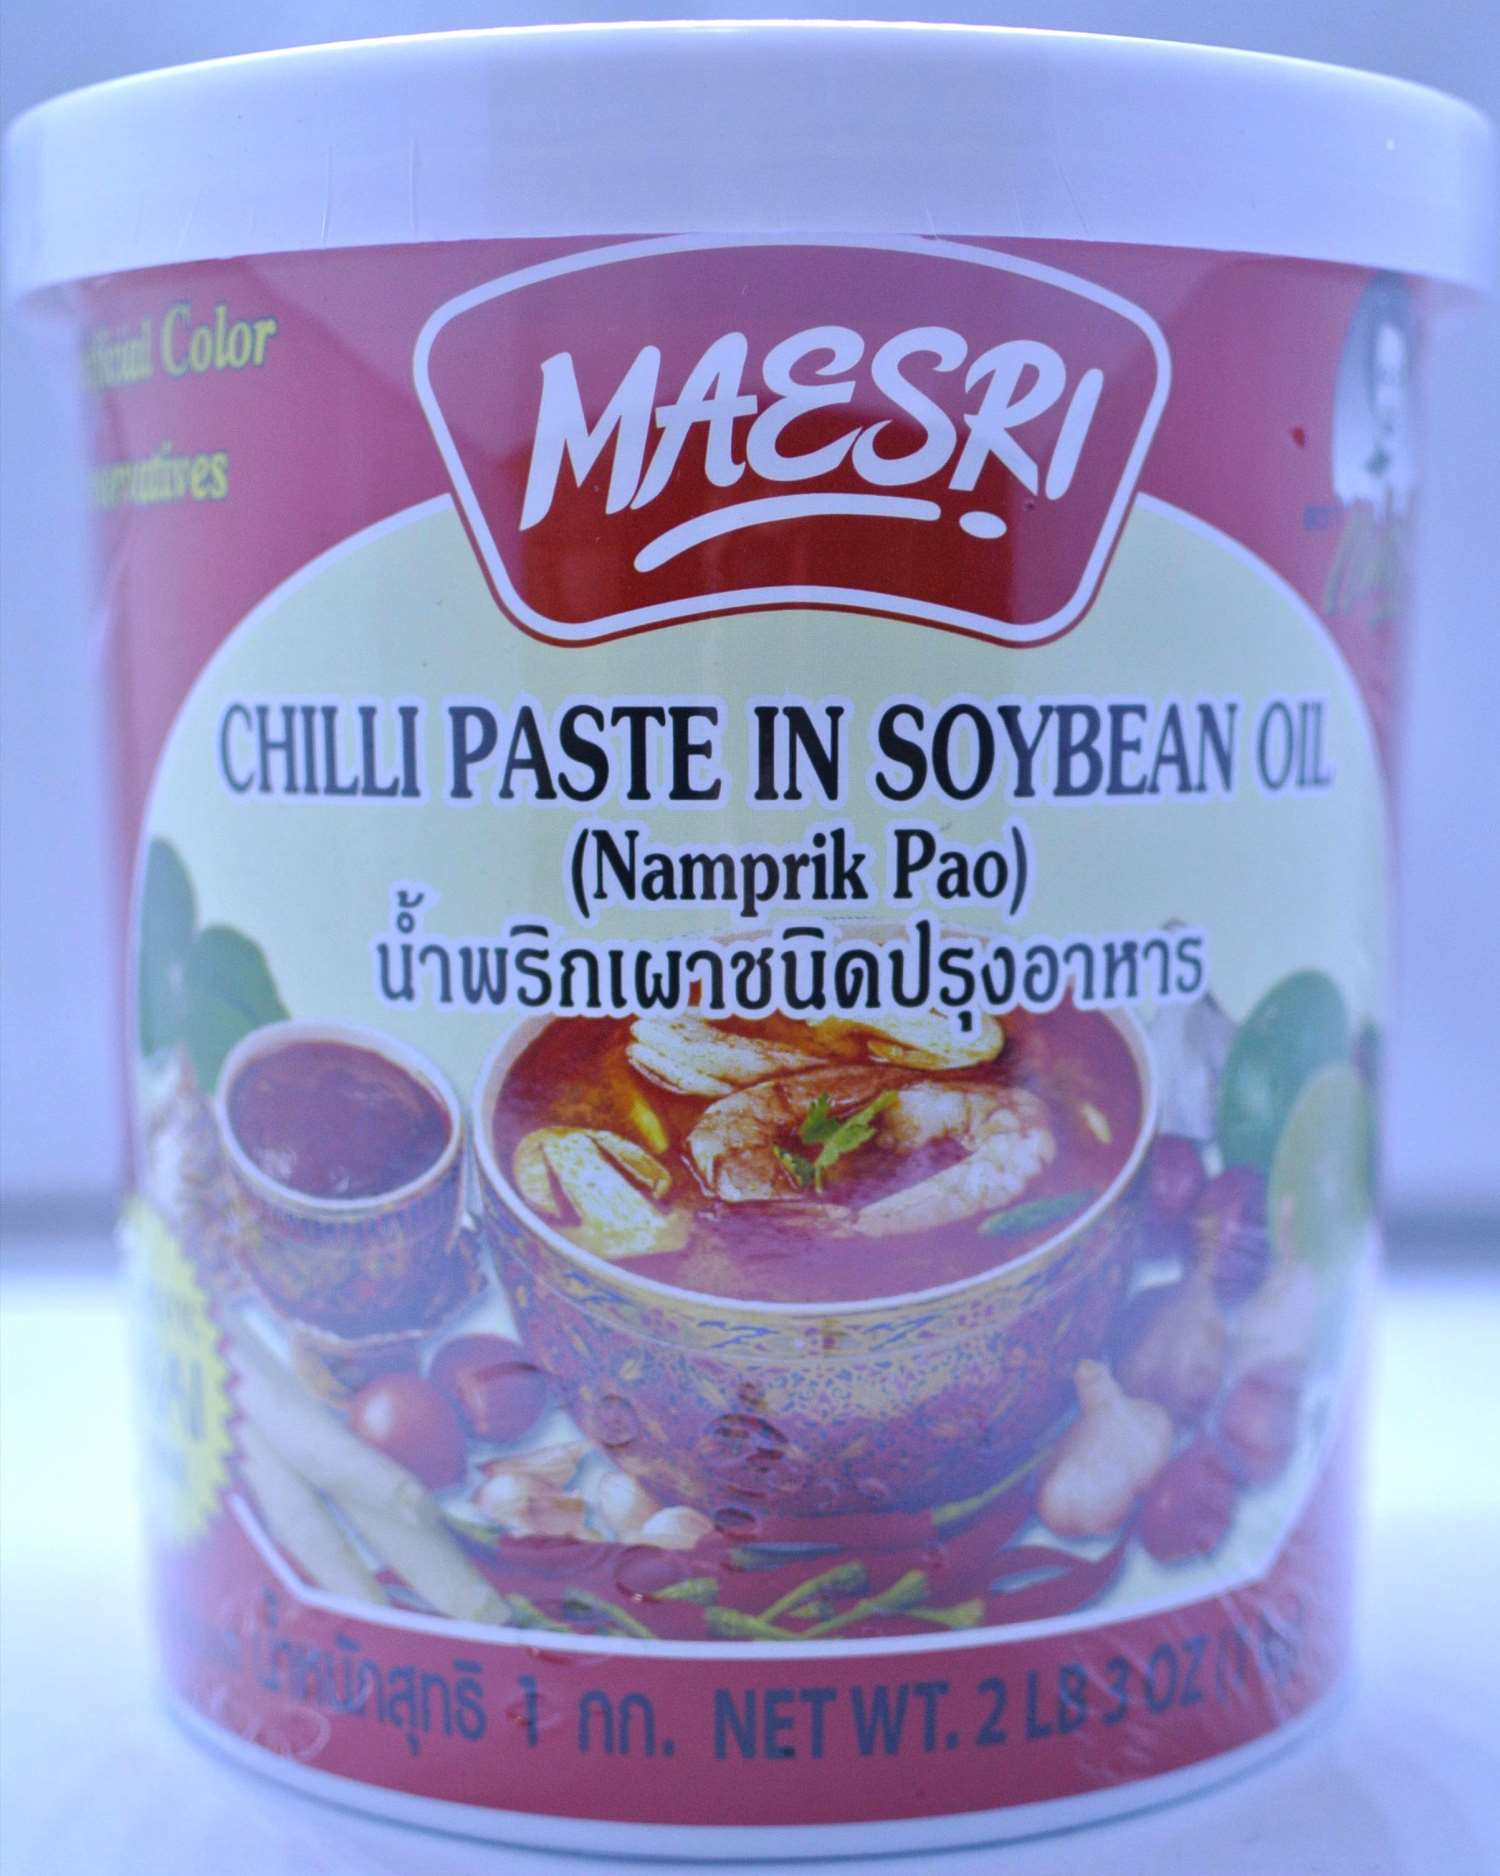 Color
MAESRI
CHILLI PASTE IN SOYBEAN OIL
(Namprik Pao)
น้ำพริกเผาชนิดปรุงอาหาร
น้ำหนักสุทธิ 1 กก. NET WT. 2 LB 3 OZ